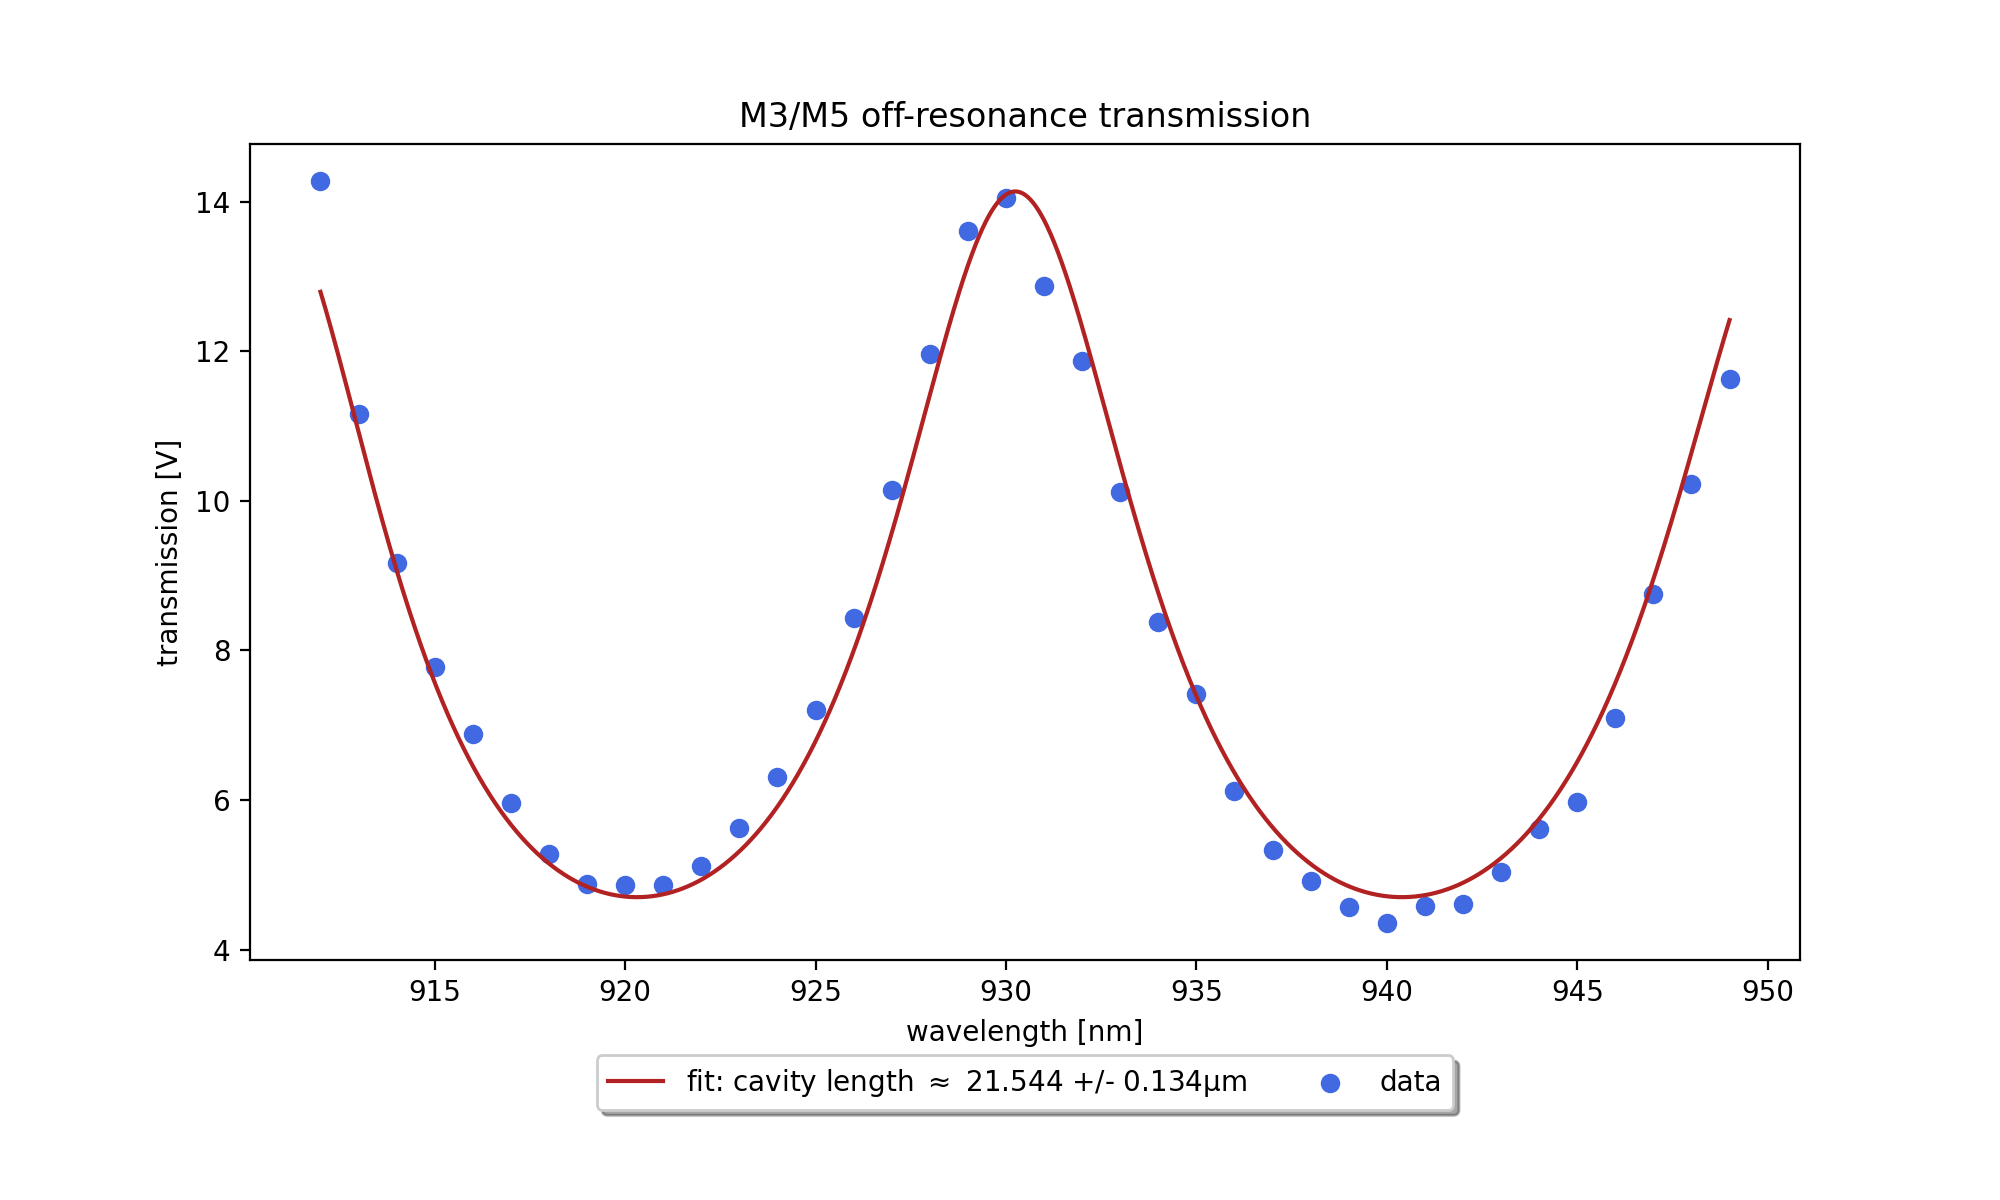 M3/M5 off-resonance transmission
transmission [V]
14
12
10
8
6
4
915 920 925 930 935 940 945 950
wavelength [nm]
fit: cavity length ≈ 21.544 +/- 0.134μm data